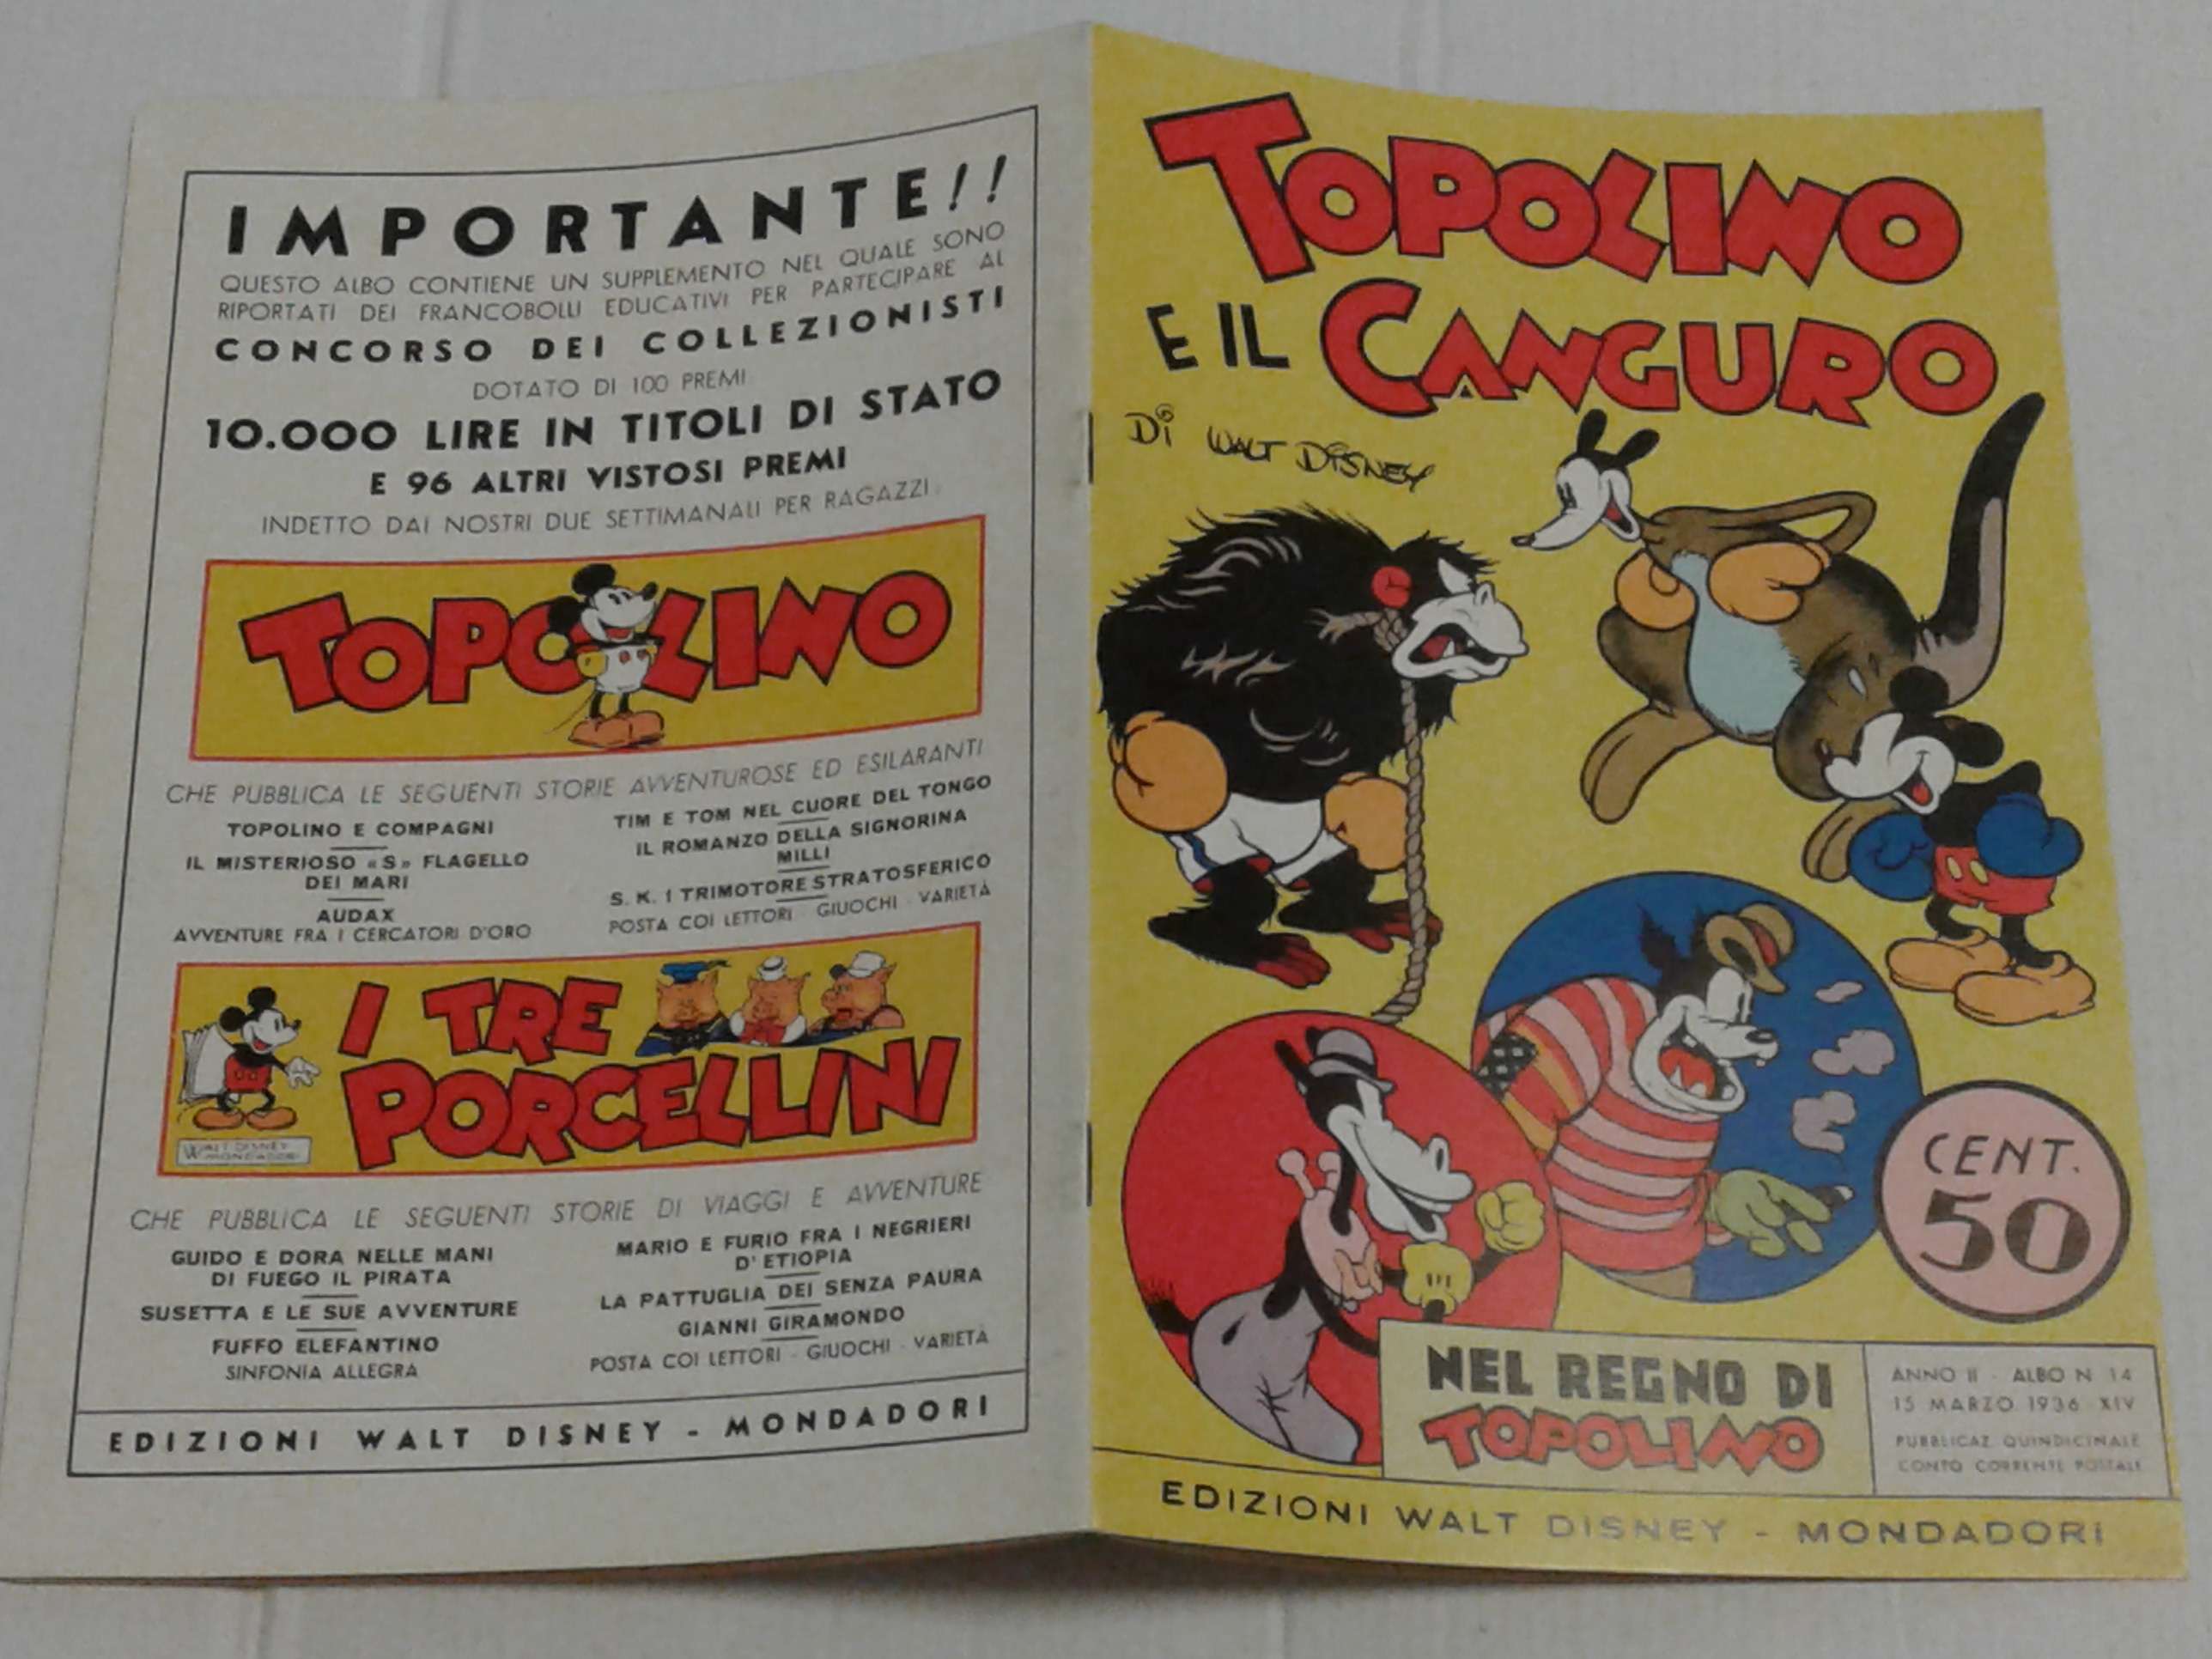 IMPORTANTE!!
QUESTO ALBO CONTIENE UN SUPPLEMENTO NEL QUALE SONO
RIPORTATI DEI FRANCOBOLLI EDUCATIVI PER PARTECIPARE AL
CONCORSO DEI COLLEZIONISTI
DOTATO DI 100 PREMI
10.000 LIRE IN TITOLI DI STATO
E 96 ALTRI VISTOSI PREMI
INDETTO DAI NOSTRI DUE SETTIMANALI PER RAGAZZI
TOPOLINO
CHE PUBBLICA LE SEGUENTI STORIE AVVENTUROSE ED ESILARANTI
TOPOLINO E COMPAGNI
IL MISTERIOSO «S» FLAGELLO
DEI MARI
AUDAX
AVVENTURE FRA I CERCATORI D'ORO
TIM E TOM NEL CUORE DEL TONGO
IL ROMANZO DELLA SIGNORINA
MILLI
S. K. 1 TRIMOTORE STRATOSFERICO
POSTA COI LETTORI - GIUOCHI - VARIETÀ
I TRE
PORCELLINI
WALT DISNEY
MONDADORI
CHE PUBBLICA LE SEGUENTI STORIE DI VIAGGI E AVVENTURE
GUIDO E DORA NELLE MANI
DI FUEGO IL PIRATA
SUSETTA E LE SUE AVVENTURE
FUFFO ELEFANTINO
SINFONIA ALLEGRA
MARIO E FURIO FRA I NEGRIERI
D'ETIOPIA
LA PATTUGLIA DEI SENZA PAURA
GIANNI GIRAMONDO
POSTA COI LETTORI - GIUOCHI - VARIETÀ
EDIZIONI WALT DISNEY - MONDADORI
TOPOLINO
E IL CANGURO
Di WALT DiSNEY
CENT.
50
NEL REGNO DI
TOPOLINO
ANNO II - ALBO N. 14
15 MARZO 1936 - XIV
PUBBLICAZ. QUINDICINALE
CONTO CORRENTE POSTALE
EDIZIONI WALT DISNEY - MONDADORi